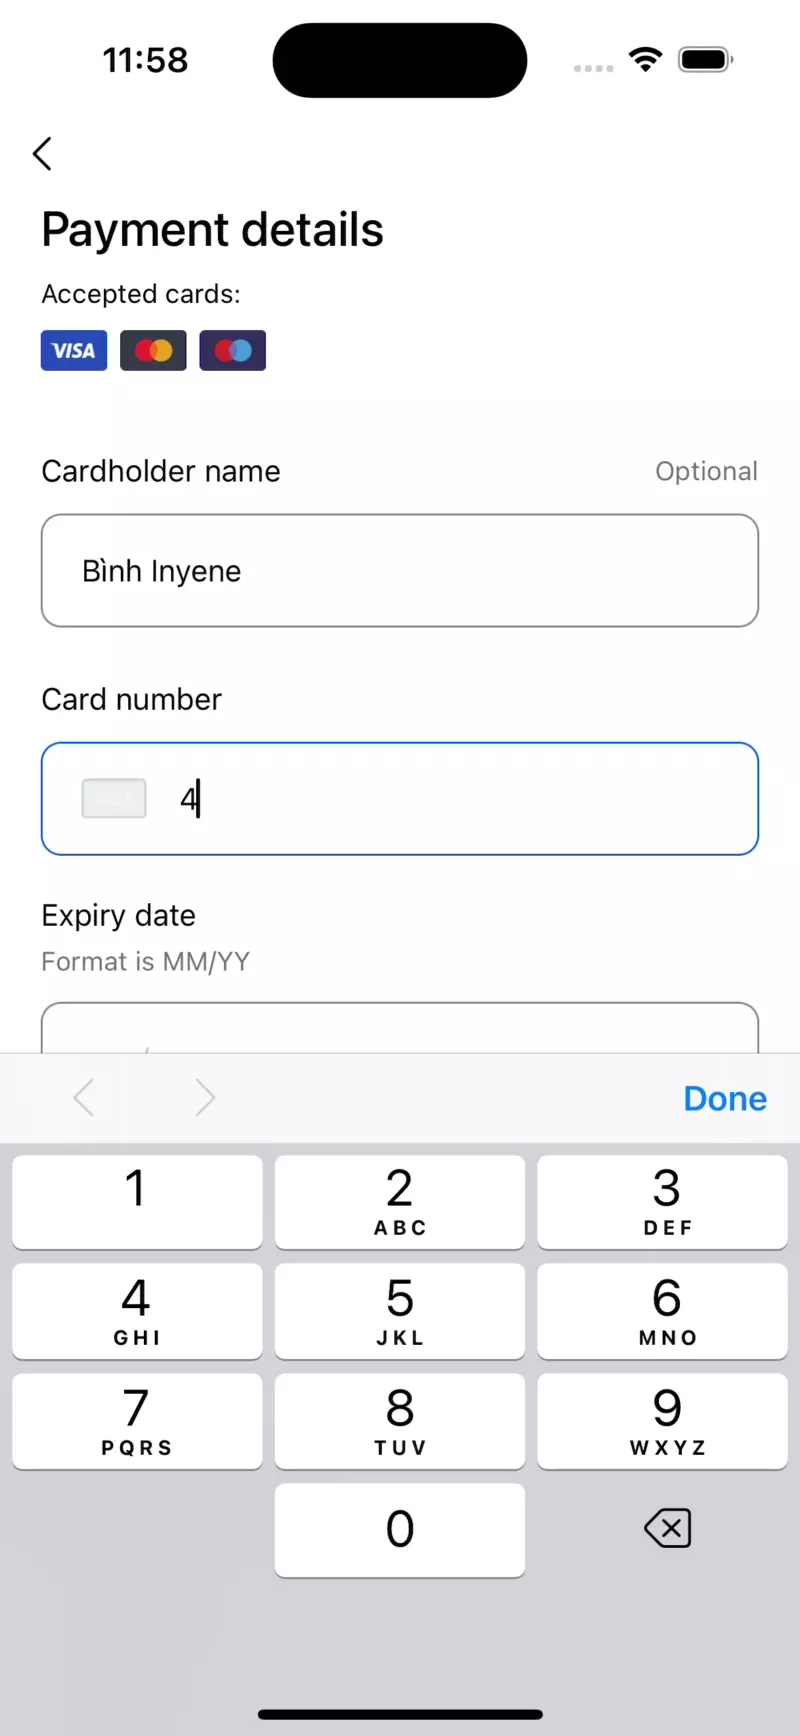 11:58
Payment details
Accepted cards:
VISA
Cardholder name Optional
Bình Inyene
Card number
4
Expiry date
Format is MM/YY
Done
1 2 3
ABC DEF
4 5 6
GHI JKL MNO
7 8 9
PQRS TUV WXYZ
0